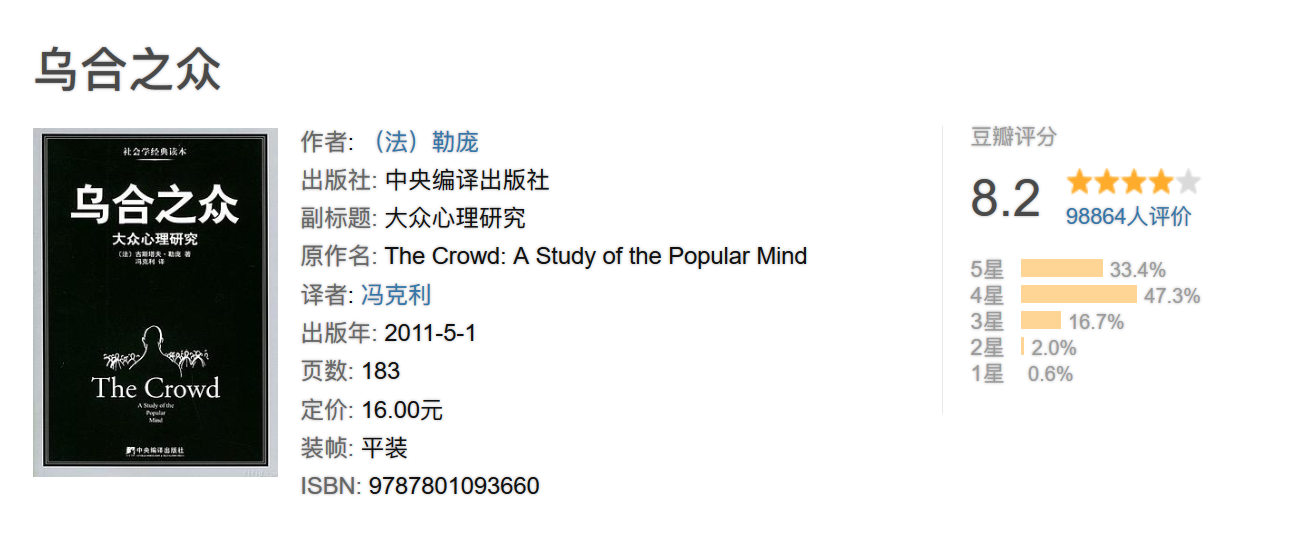 乌合之众
社会学经典读本
乌合之众
大众心理研究
（法）古斯塔夫·勒庞 著
冯克利 译
The Crowd
A Study of the
Popular
Mind
中央编译出版社
作者: （法）勒庞
出版社: 中央编译出版社
副标题: 大众心理研究
原作名: The Crowd: A Study of the Popular Mind
译者: 冯克利
出版年: 2011-5-1
页数: 183
定价: 16.00元
装帧: 平装
ISBN: 9787801093660
豆瓣评分
8.2
98864人评价
5星 33.4%
4星 47.3%
3星 16.7%
2星 2.0%
1星 0.6%